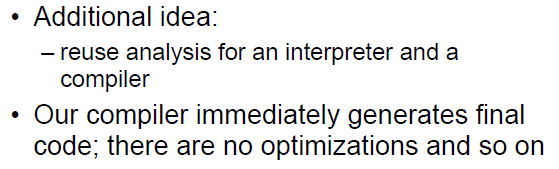 • Additional idea:
– reuse analysis for an interpreter and a
compiler
• Our compiler immediately generates final
code; there are no optimizations and so on